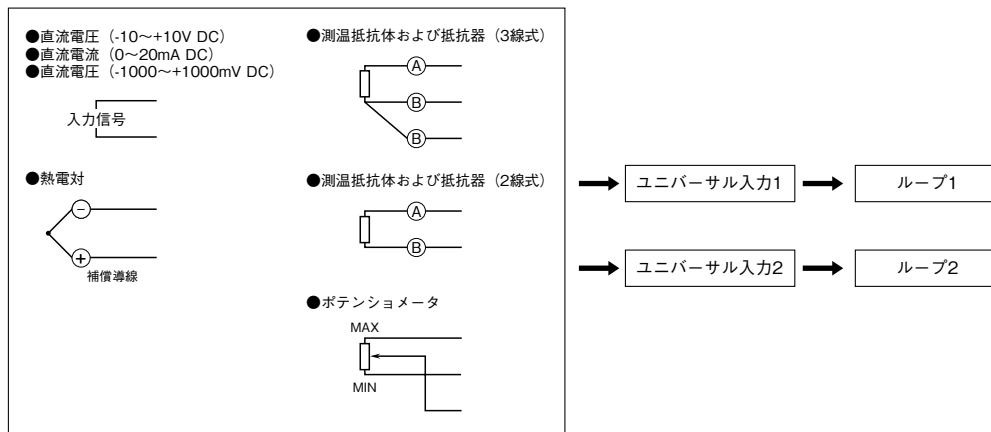 ●直流電圧(-10~+10V DC)
●直流電流(0~20mA DC)
●直流電圧(-1000~+1000mV DC)
入力信号
●熱電対
−
+
補償導線
●測温抵抗体および抵抗器(3線式)
A
B
B
●測温抵抗体および抵抗器(2線式)
A
B
●ポテンショメータ
MAX
MIN
ユニバーサル入力1
ループ1
ユニバーサル入力2
ループ2